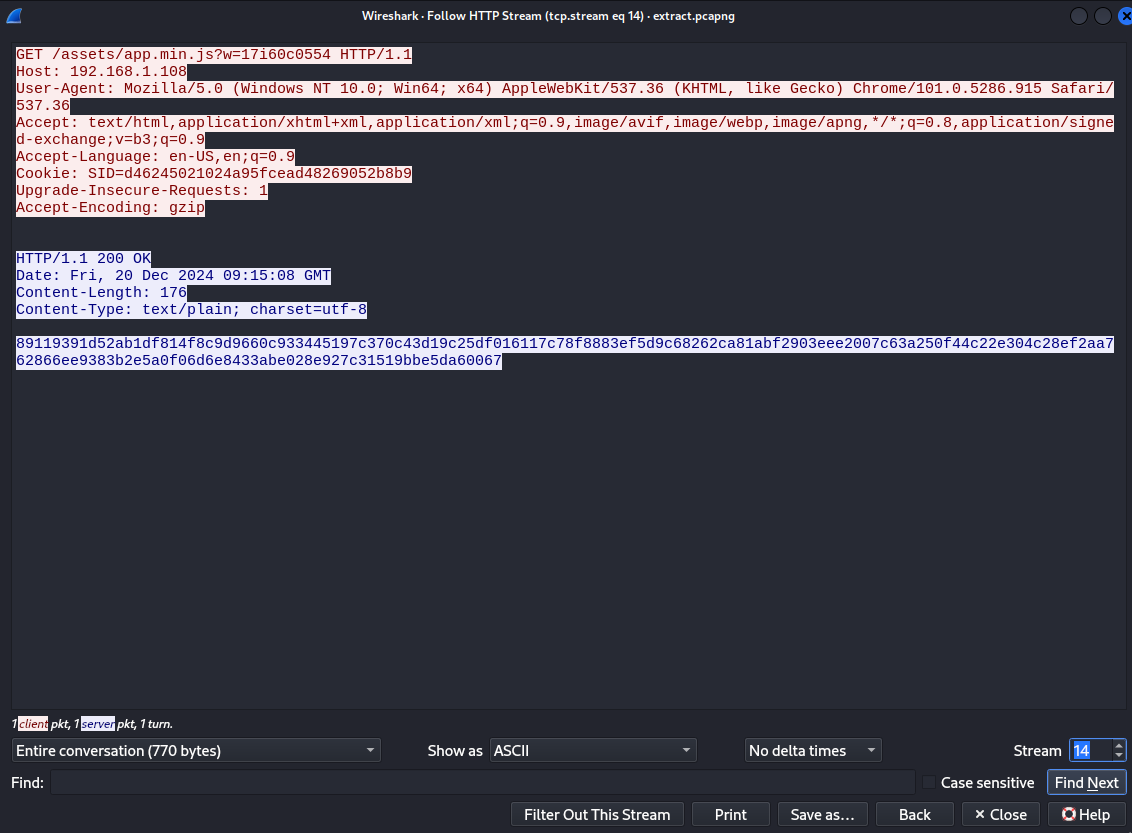 Wireshark · Follow HTTP Stream (tcp.stream eq 14) · extract.pcapng
GET /assets/app.min.js?w=17i60c0554 HTTP/1.1
Host: 192.168.1.108
User-Agent: Mozilla/5.0 (Windows NT 10.0; Win64; x64) AppleWebKit/537.36 (KHTML, like Gecko) Chrome/101.0.5286.915 Safari/
537.36
Accept: text/html,application/xhtml+xml,application/xml;q=0.9,image/avif,image/webp,image/apng,*/*;q=0.8,application/signe
d-exchange;v=b3;q=0.9
Accept-Language: en-US,en;q=0.9
Cookie: SID=d46245021024a95fcead48269052b8b9
Upgrade-Insecure-Requests: 1
Accept-Encoding: gzip
HTTP/1.1 200 OK
Date: Fri, 20 Dec 2024 09:15:08 GMT
Content-Length: 176
Content-Type: text/plain; charset=utf-8
89119391d52ab1df814f8c9d9660c933445197c370c43d19c25df016117c78f8883ef5d9c68262ca81abf2903eee2007c63a250f44c22e304c28ef2aa7
62866ee9383b2e5a0f06d6e8433abe028e927c31519bbe5da60067
1 client pkt, 1 server pkt, 1 turn.
Entire conversation (770 bytes) Show as ASCII No delta times Stream 14
Find: Case sensitive Find Next
Filter Out This Stream Print Save as… Back Close Help